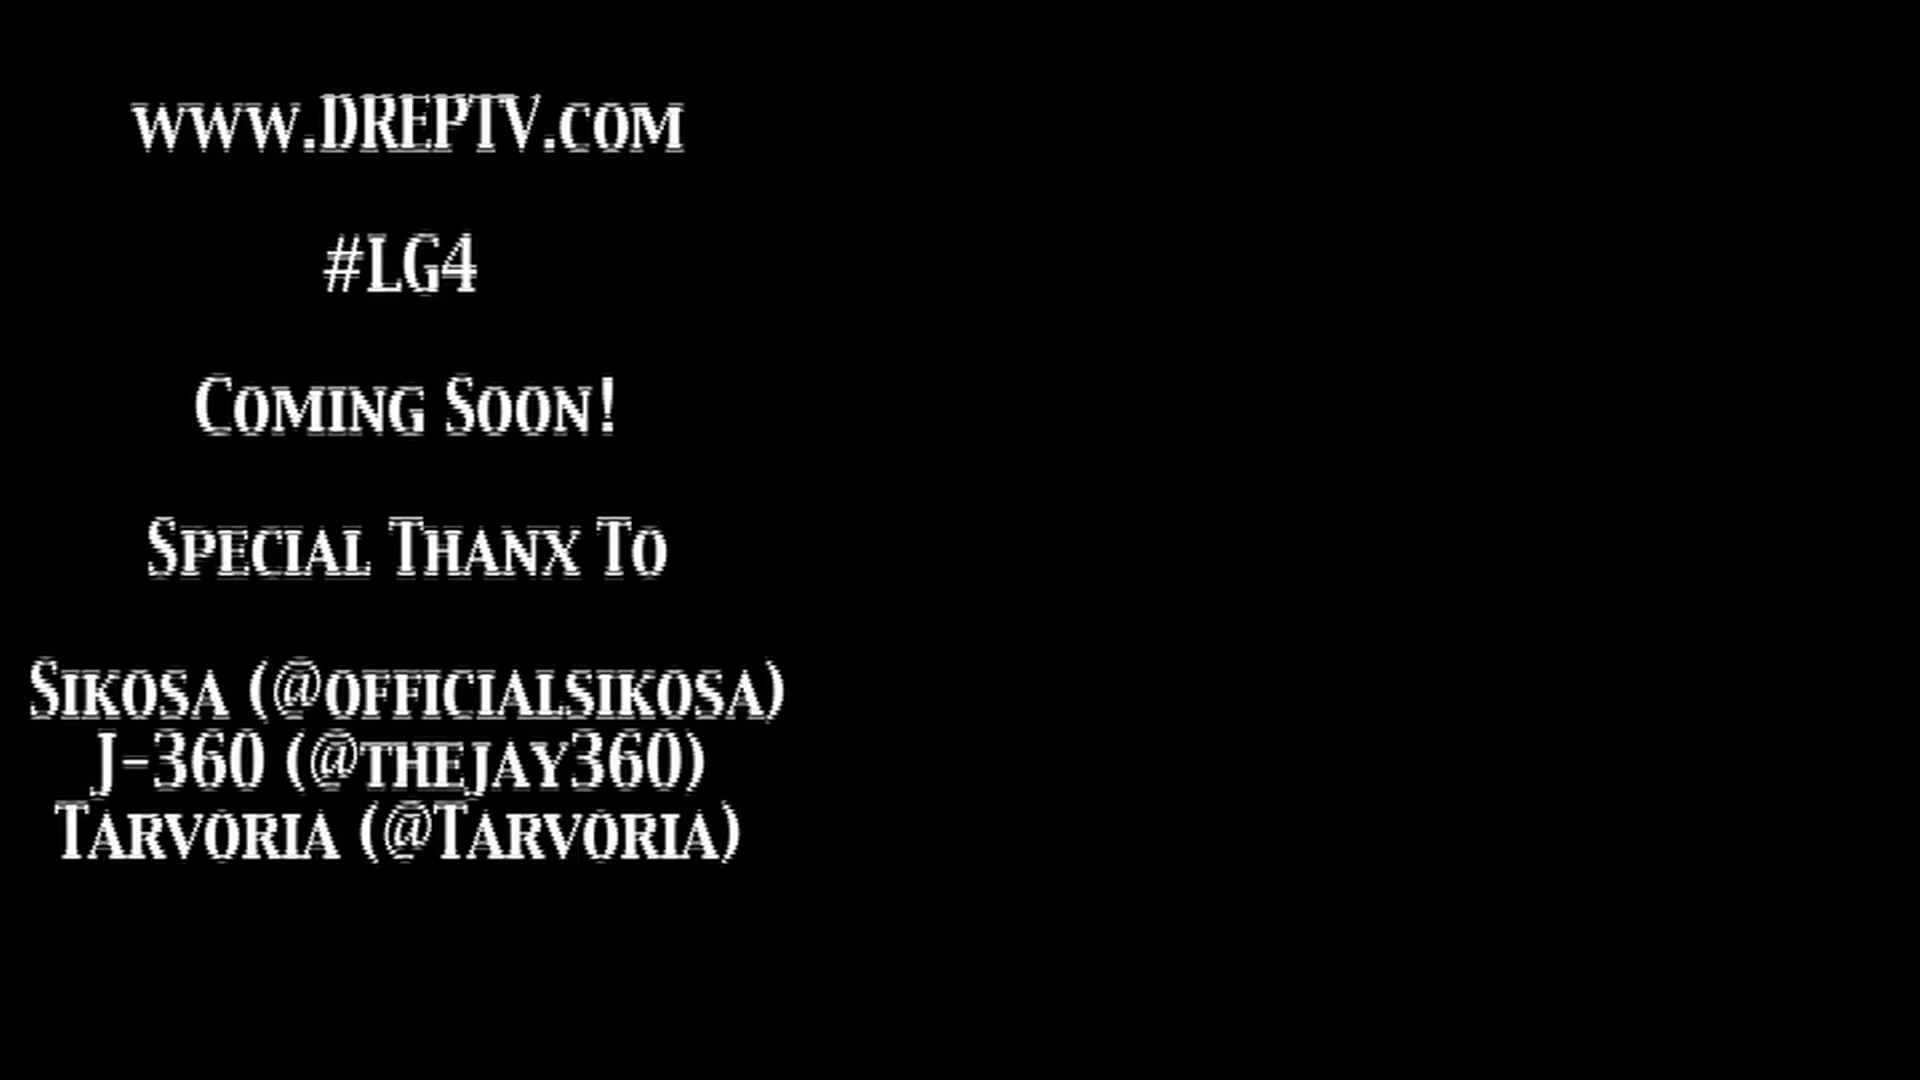 www.DREPTV.com
#LG4
Coming Soon!
Special Thanx To
Sikosa (@officialsikosa)
J-360 (@thejay360)
Tarvoria (@Tarvoria)